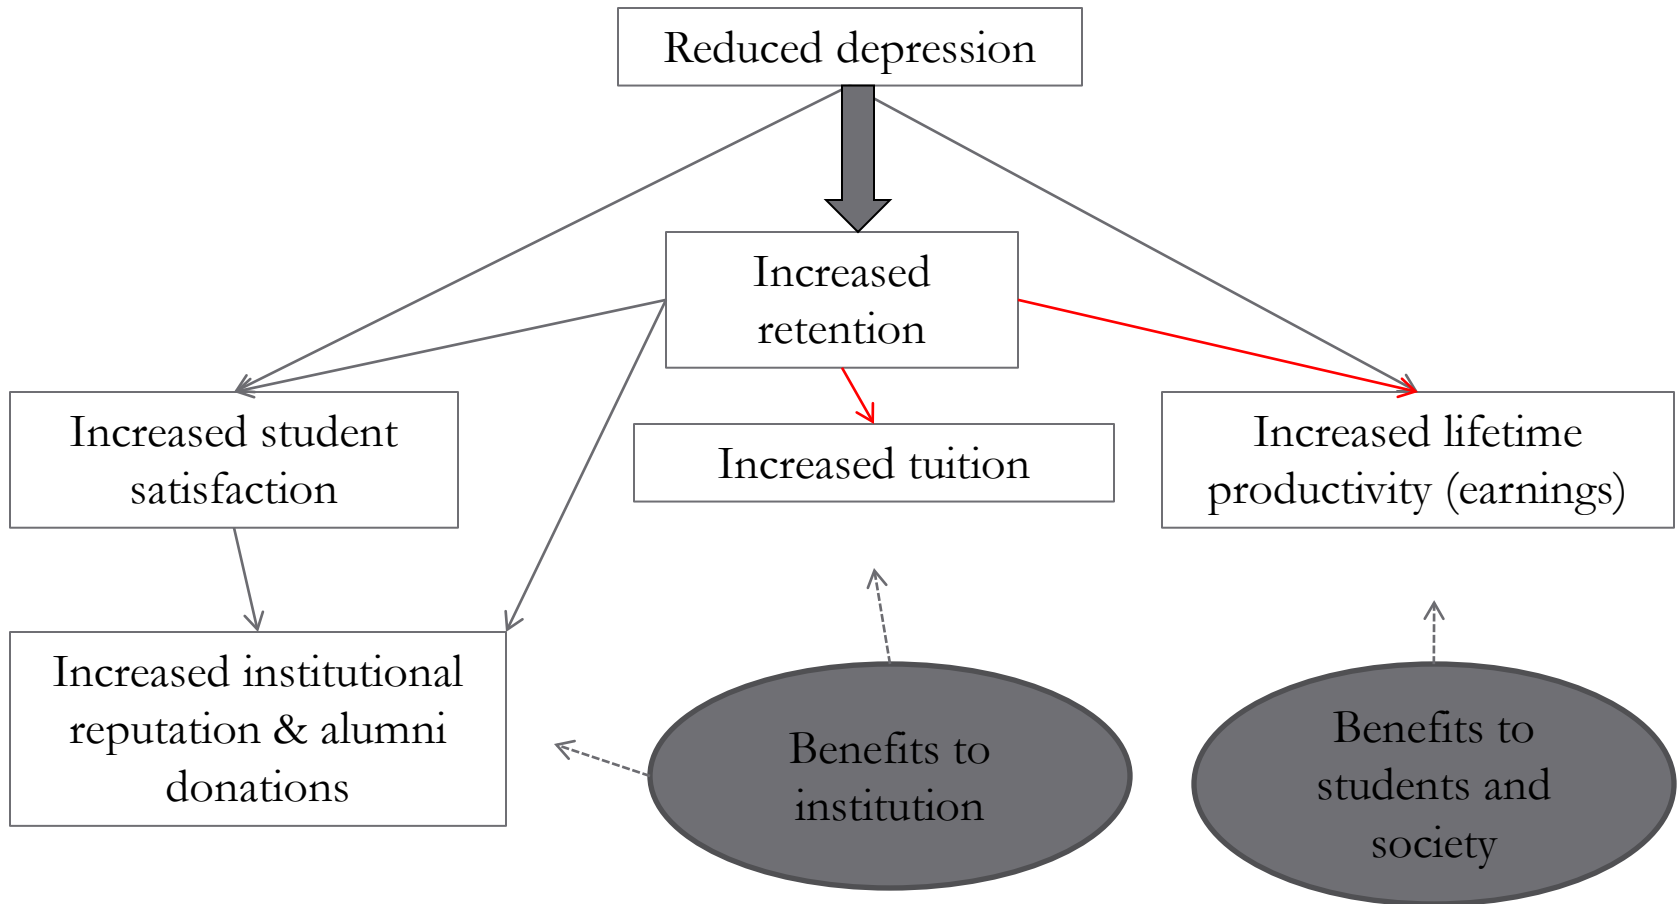 Reduced depression
Increased
retention
Increased student
satisfaction
Increased tuition
Increased lifetime
productivity (earnings)
Increased institutional
reputation & alumni
donations
Benefits to
institution
Benefits to
students and
society